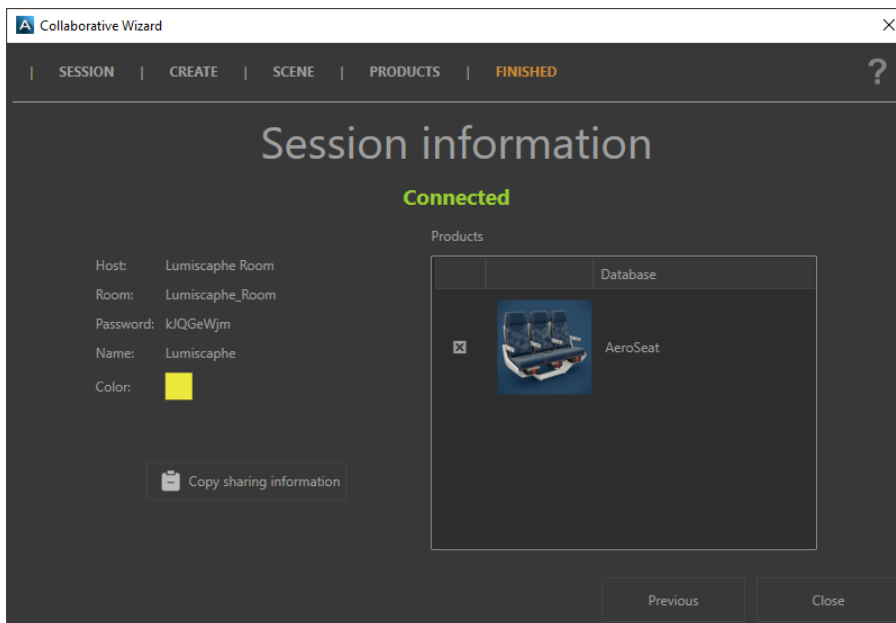 Collaborative Wizard
| SESSION | CREATE | SCENE | PRODUCTS | FINISHED ?
Session information
Connected
Products
Host: Lumiscaphe Room
Room: Lumiscaphe_Room
Password: kJQGeWjm
Name: Lumiscaphe
Color:
Copy sharing information
Database
AeroSeat
Previous Close